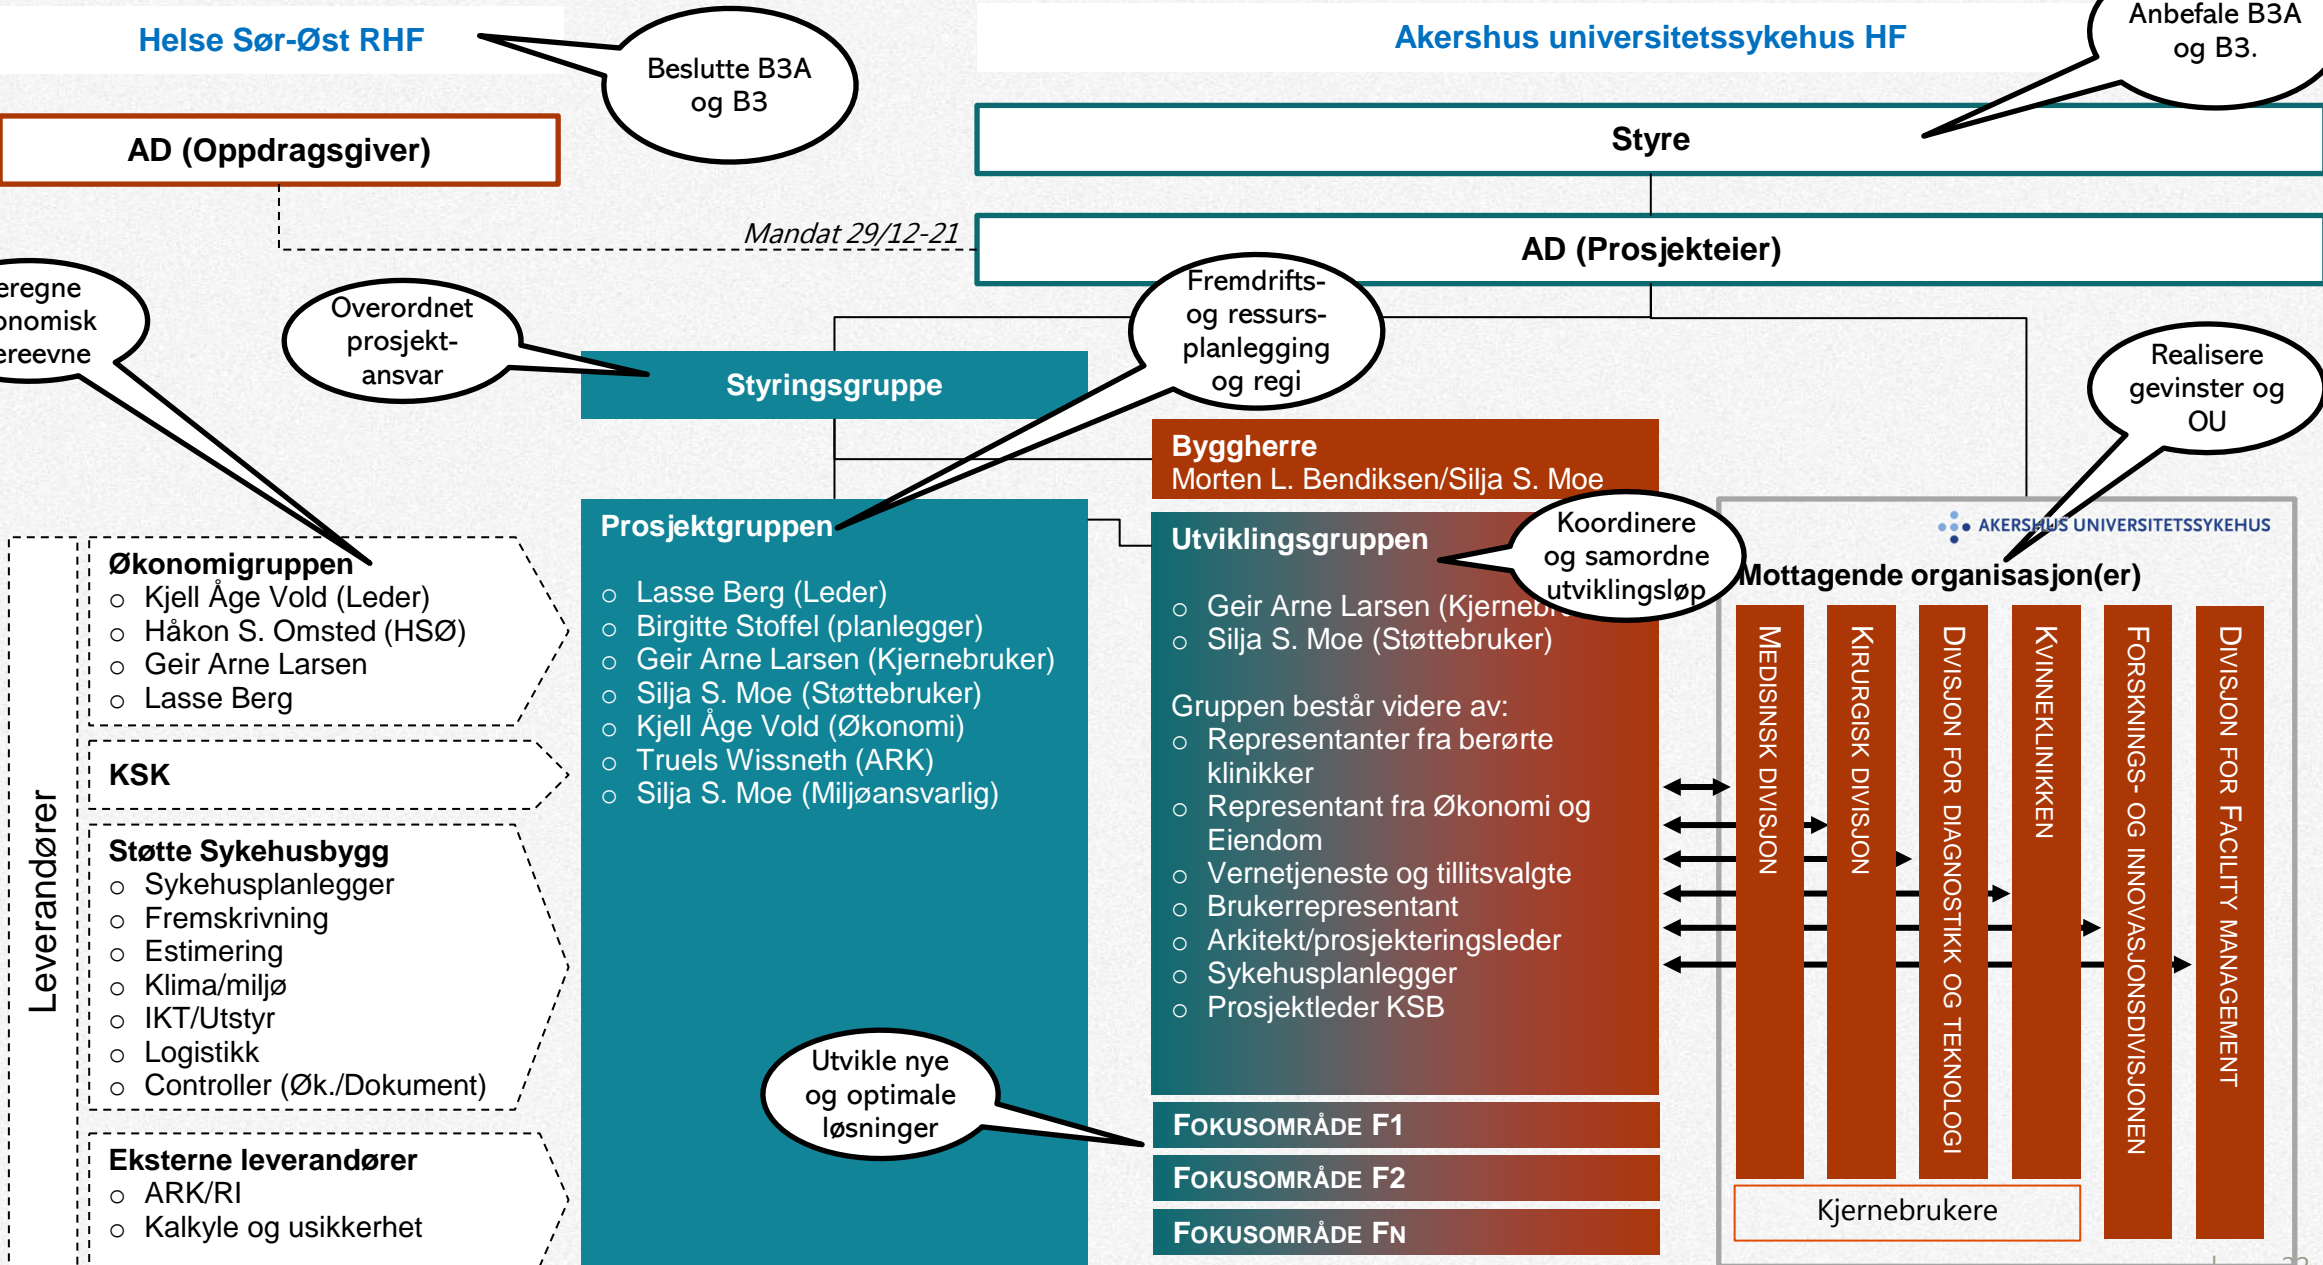 Helse Sør-Øst RHF
Beslutte B3A
og B3
Akershus universitetssykehus HF
Anbefale B3A
og B3.
AD (Oppdragsgiver)
Styre
Mandat 29/12-21
AD (Prosjekteier)
Overordnet
prosjekt-
ansvar
Fremdrifts-
og ressurs-
planlegging
og regi
Realisere
gevinster og
OU
Styringsgruppe
Byggherre
Morten L. Bendiksen/Silja S. Moe
Leverandører
Økonomigruppen
○ Kjell Åge Vold (Leder)
○ Håkon S. Omsted (HSØ)
○ Geir Arne Larsen
○ Lasse Berg
KSK
Støtte Sykehusbygg
○ Sykehusplanlegger
○ Fremskrivning
○ Estimering
○ Klima/miljø
○ IKT/Utstyr
○ Logistikk
○ Controller (Øk./Dokument)
Eksterne leverandører
○ ARK/RI
○ Kalkyle og usikkerhet
Prosjektgruppen
○ Lasse Berg (Leder)
○ Birgitte Stoffel (planlegger)
○ Geir Arne Larsen (Kjernebruker)
○ Silja S. Moe (Støttebruker)
○ Kjell Åge Vold (Økonomi)
○ Truels Wissneth (ARK)
○ Silja S. Moe (Miljøansvarlig)
Utvikle nye
og optimale
løsninger
Utviklingsgruppen
Koordinere
og samordne
utviklingsløp
○ Geir Arne Larsen
○ Silja S. Moe (Støttebruker)
Gruppen består videre av:
○ Representanter fra berørte
klinikker
○ Representant fra Økonomi og
Eiendom
○ Vernetjeneste og tillitsvalgte
○ Brukerrepresentant
○ Arkitekt/prosjekteringsleder
○ Sykehusplanlegger
○ Prosjektleder KSB
FOKUSOMRÅDE F1
FOKUSOMRÅDE F2
FOKUSOMRÅDE FN
AKERSHUS UNIVERSITETSSYKEHUS
Mottagende organisasjon(er)
MEDISINSK DIVISJON
KIRURGISK DIVISJON
DIVISJON FOR DIAGNOSTIKK OG TEKNOLOGI
KVINNEKLINIKKEN
FORSKNINGS- OG INNOVASJONSDIVISJONEN
DIVISJON FOR FACILITY MANAGEMENT
Kjernebrukere